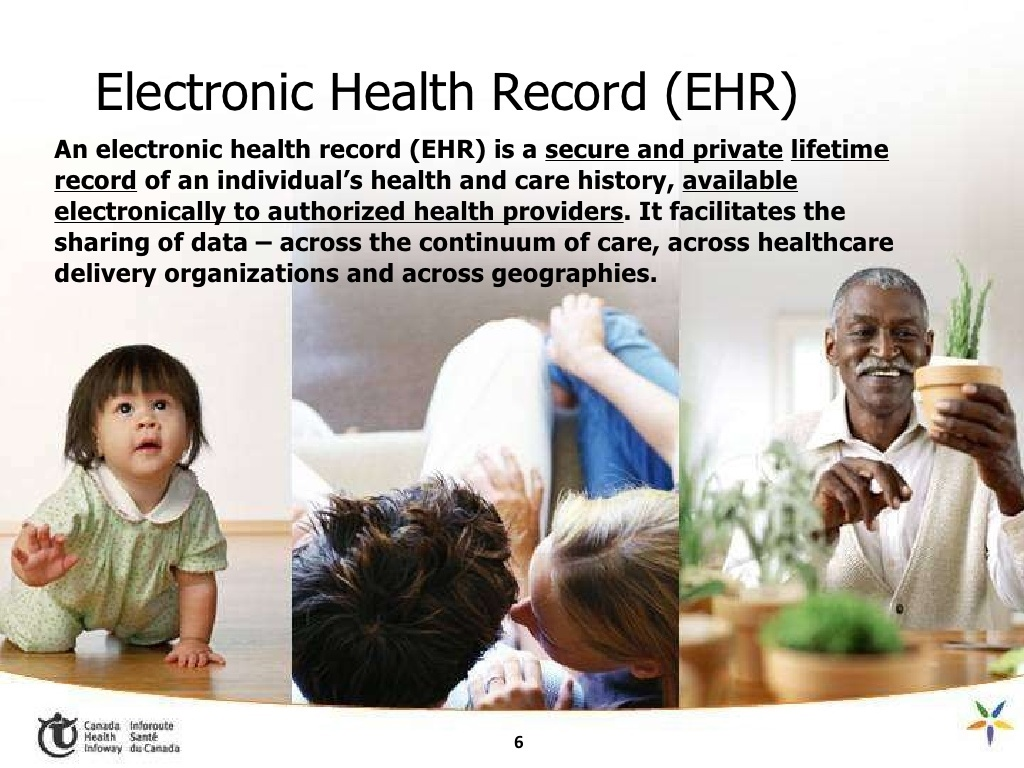 Electronic Health Record (EHR)
An electronic health record (EHR) is a secure and private lifetime
record of an individual’s health and care history, available
electronically to authorized health providers. It facilitates the
sharing of data – across the continuum of care, across healthcare
delivery organizations and across geographies.
Canada Inforoute
Health Santé
Infoway du Canada
6